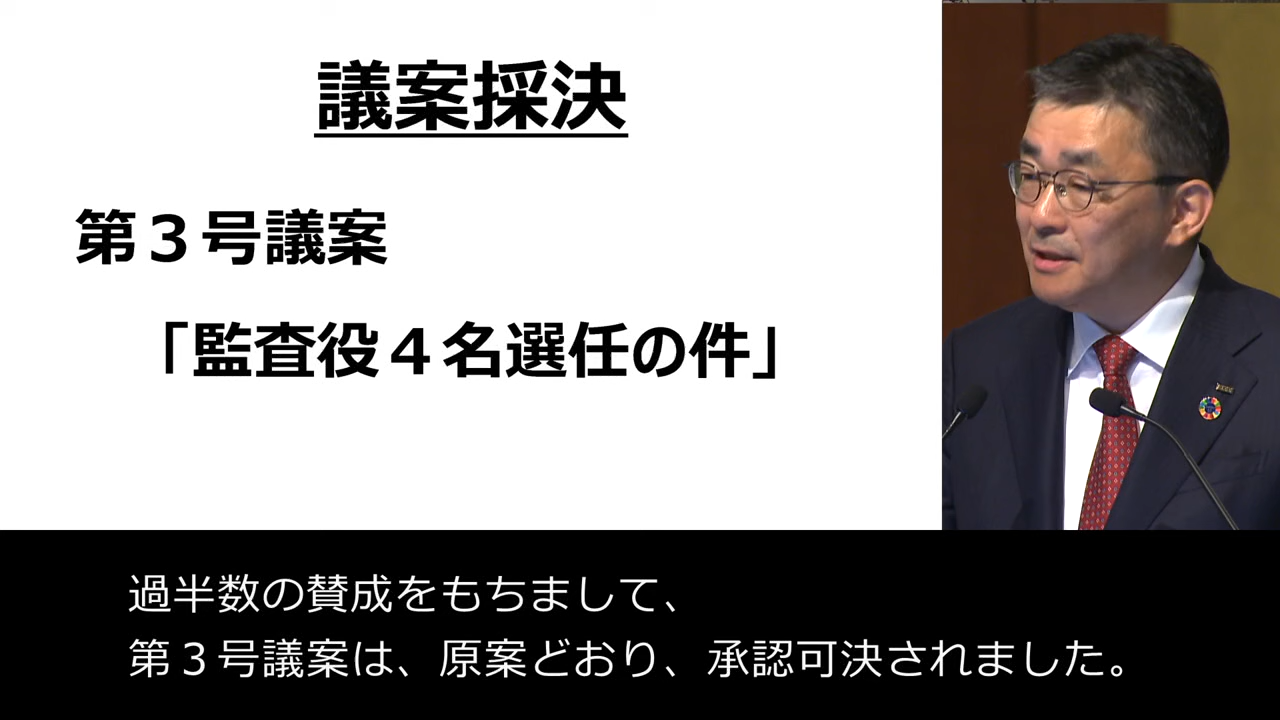 議案採決
第３号議案
「監査役４名選任の件」
過半数の賛成をもちまして、
第３号議案は、原案どおり、承認可決されました。